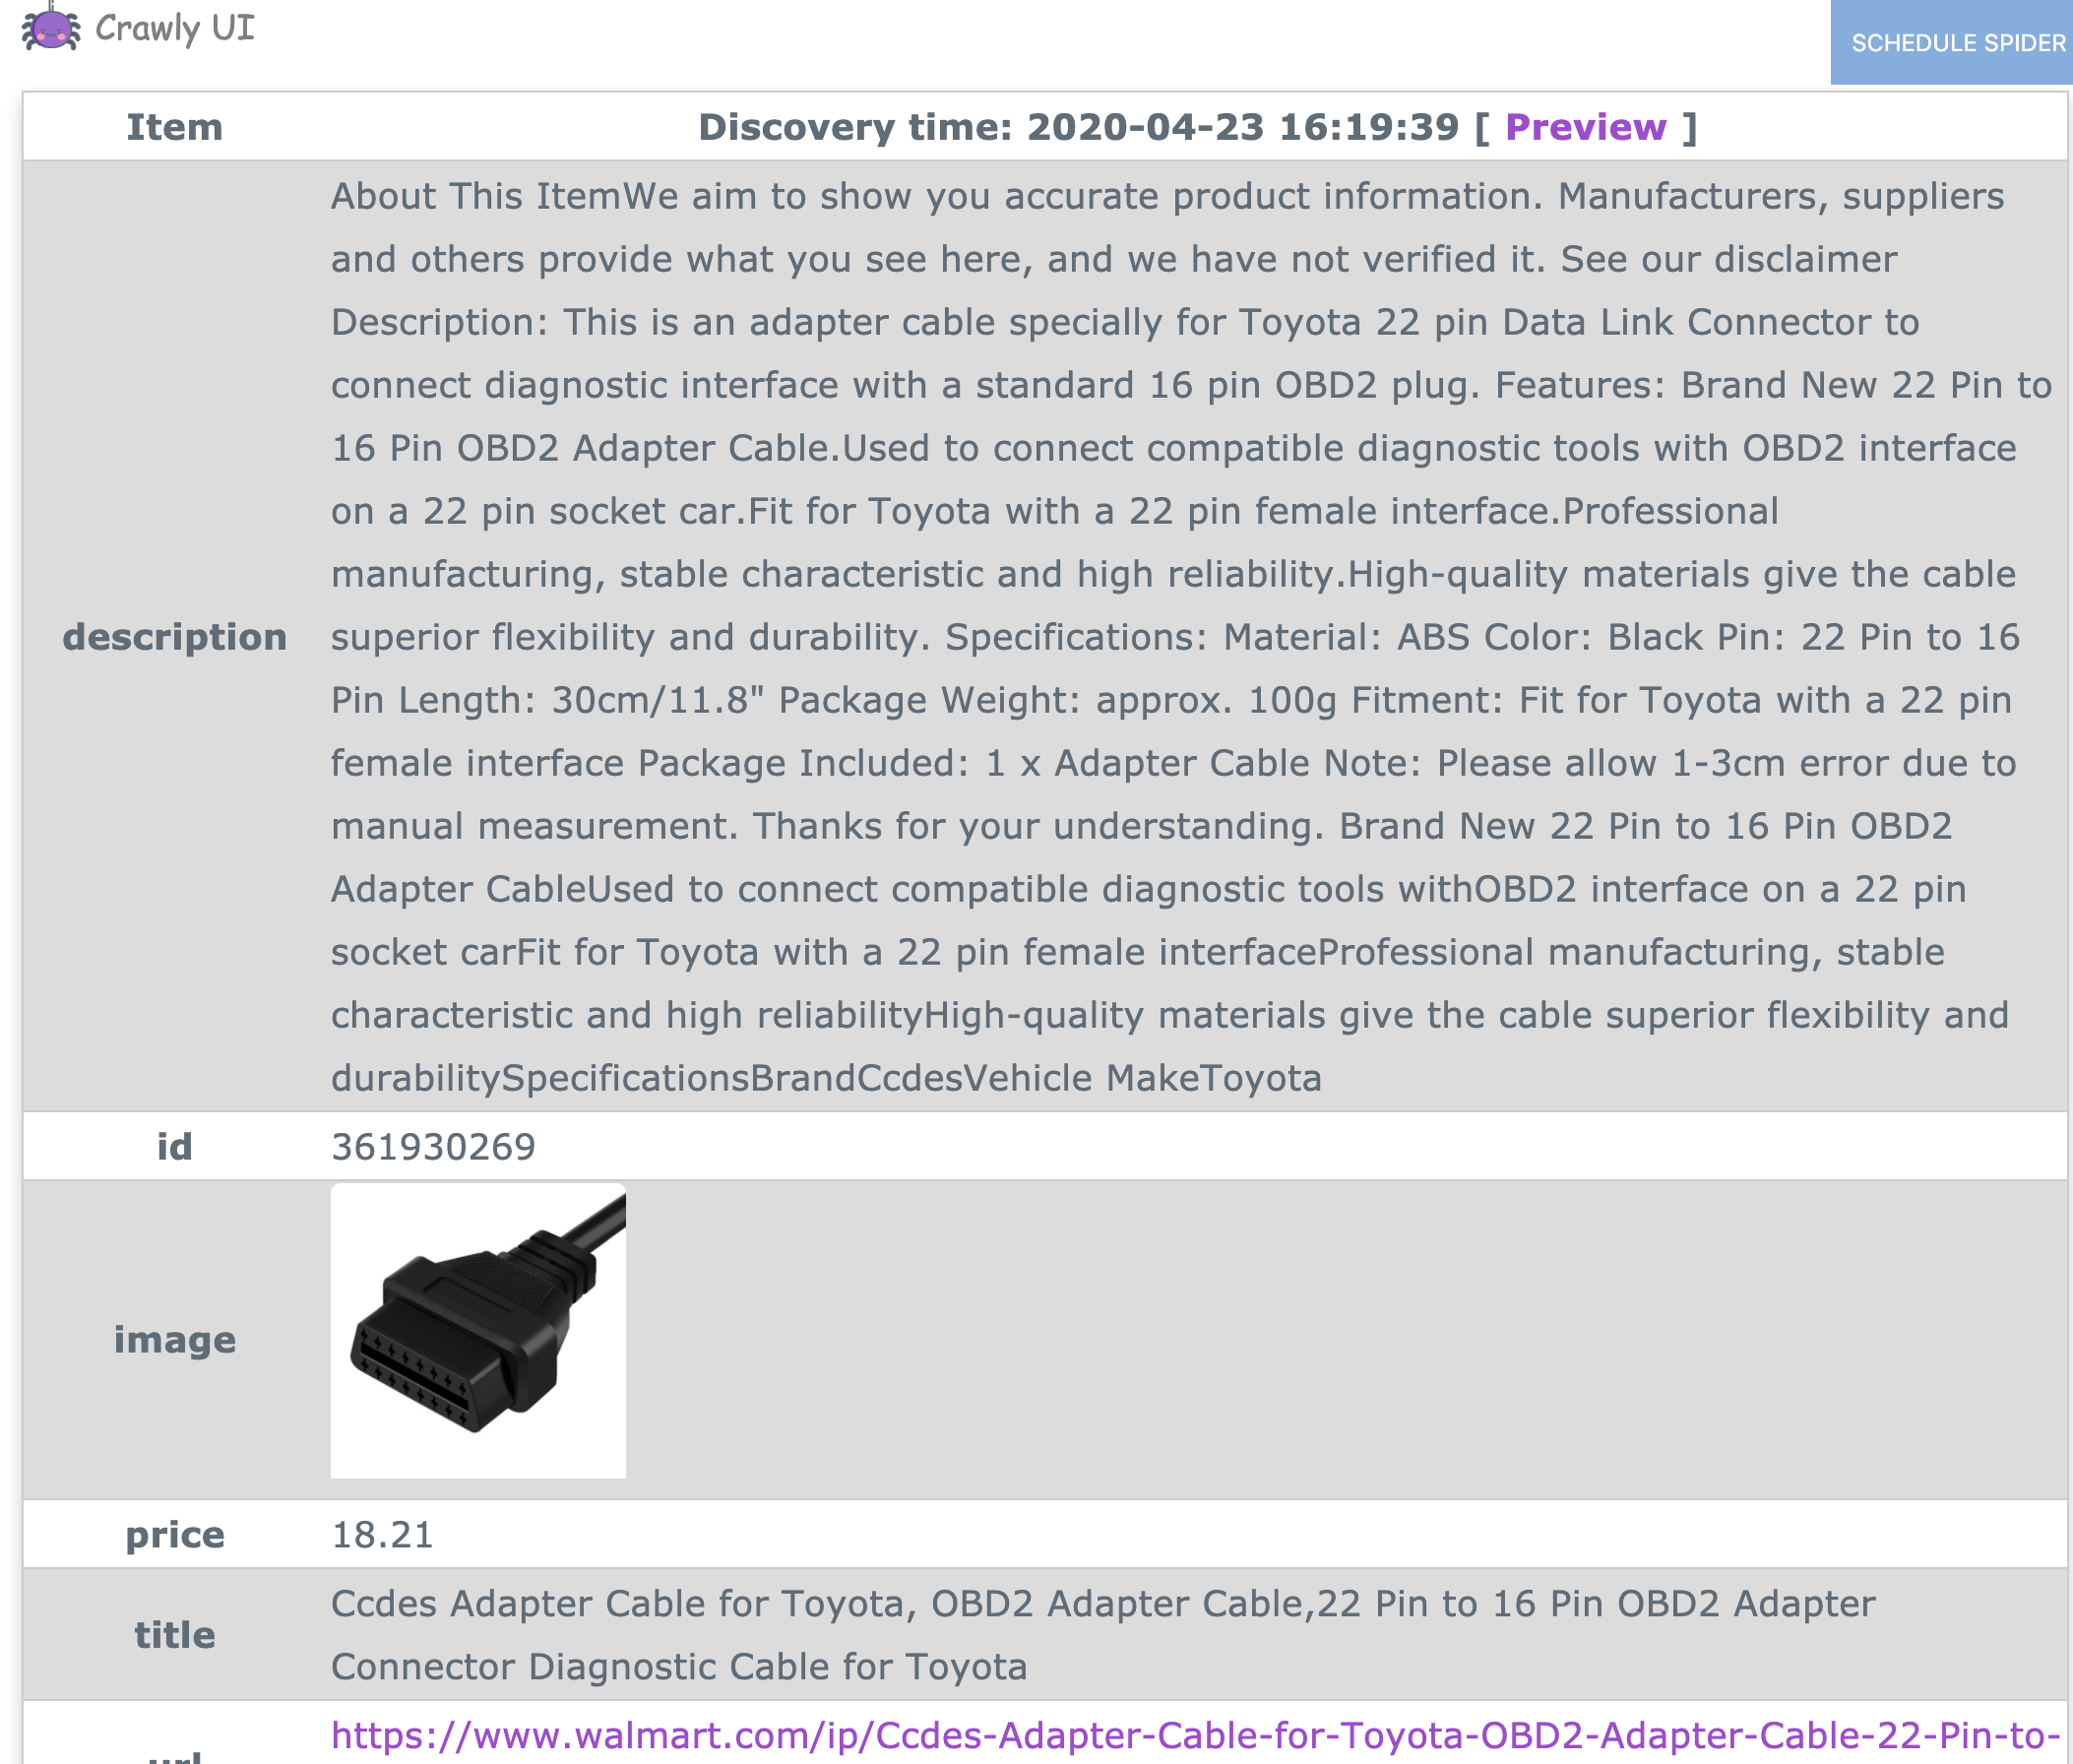 Crawly UI
SCHEDULE SPIDER
Item
Discovery time: 2020-04-23 16:19:39 [ Preview ]
description
About This ItemWe aim to show you accurate product information. Manufacturers, suppliers
and others provide what you see here, and we have not verified it. See our disclaimer
Description: This is an adapter cable specially for Toyota 22 pin Data Link Connector to
connect diagnostic interface with a standard 16 pin OBD2 plug. Features: Brand New 22 Pin to
16 Pin OBD2 Adapter Cable.Used to connect compatible diagnostic tools with OBD2 interface
on a 22 pin socket car.Fit for Toyota with a 22 pin female interface.Professional
manufacturing, stable characteristic and high reliability.High-quality materials give the cable
superior flexibility and durability. Specifications: Material: ABS Color: Black Pin: 22 Pin to 16
Pin Length: 30cm/11.8" Package Weight: approx. 100g Fitment: Fit for Toyota with a 22 pin
female interface Package Included: 1 x Adapter Cable Note: Please allow 1-3cm error due to
manual measurement. Thanks for your understanding. Brand New 22 Pin to 16 Pin OBD2
Adapter CableUsed to connect compatible diagnostic tools withOBD2 interface on a 22 pin
socket carFit for Toyota with a 22 pin female interfaceProfessional manufacturing, stable
characteristic and high reliabilityHigh-quality materials give the cable superior flexibility and
durabilitySpecificationsBrandCcdesVehicle MakeToyota
id
361930269
image
price
18.21
title
Ccdes Adapter Cable for Toyota, OBD2 Adapter Cable,22 Pin to 16 Pin OBD2 Adapter
Connector Diagnostic Cable for Toyota
url
https://www.walmart.com/ip/Ccdes-Adapter-Cable-for-Toyota-OBD2-Adapter-Cable-22-Pin-to-